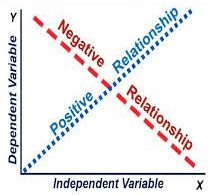 Y
Negative Relationship
Positive Relationship
Dependent Variable
Independent Variable
X